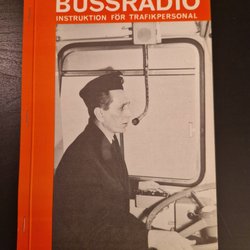 BUSSRADIO
INSTRUKTION FÖR TRAFIKPERSONAL